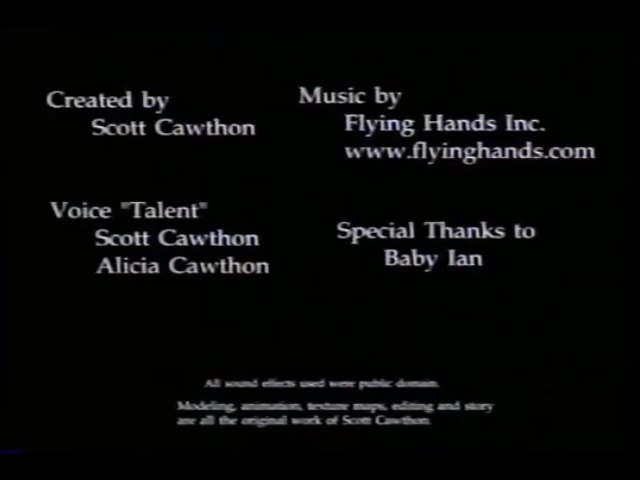 Created by
Scott Cawthon
Music by
Flying Hands Inc.
www.flyinghands.com
Voice "Talent"
Scott Cawthon
Alicia Cawthon
Special Thanks to
Baby Ian
All sound effects used were public domain.
Modeling, animation, texture maps, editing and story
are all the original work of Scott Cawthon.